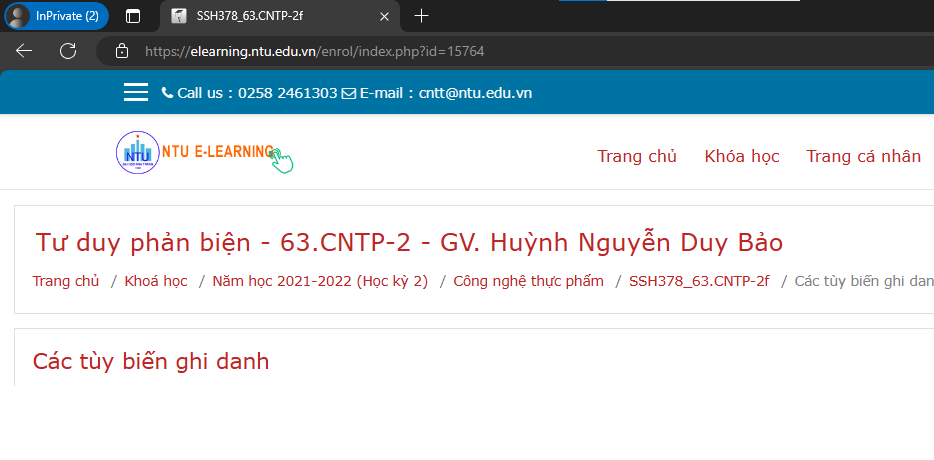 InPrivate (2)
SSH378_63.CNTP-2f
https://elearning.ntu.edu.vn/enrol/index.php?id=15764
Call us : 0258 2461303 E-mail : cntt@ntu.edu.vn
NTU
NTU E-LEARNING
Trang chủ Khóa học Trang cá nhân
Tư duy phản biện - 63.CNTP-2 - GV. Huỳnh Nguyễn Duy Bảo
Trang chủ / Khoá học / Năm học 2021-2022 (Học kỳ 2) / Công nghệ thực phẩm / SSH378_63.CNTP-2f / Các tùy biến ghi dan
Các tùy biến ghi danh